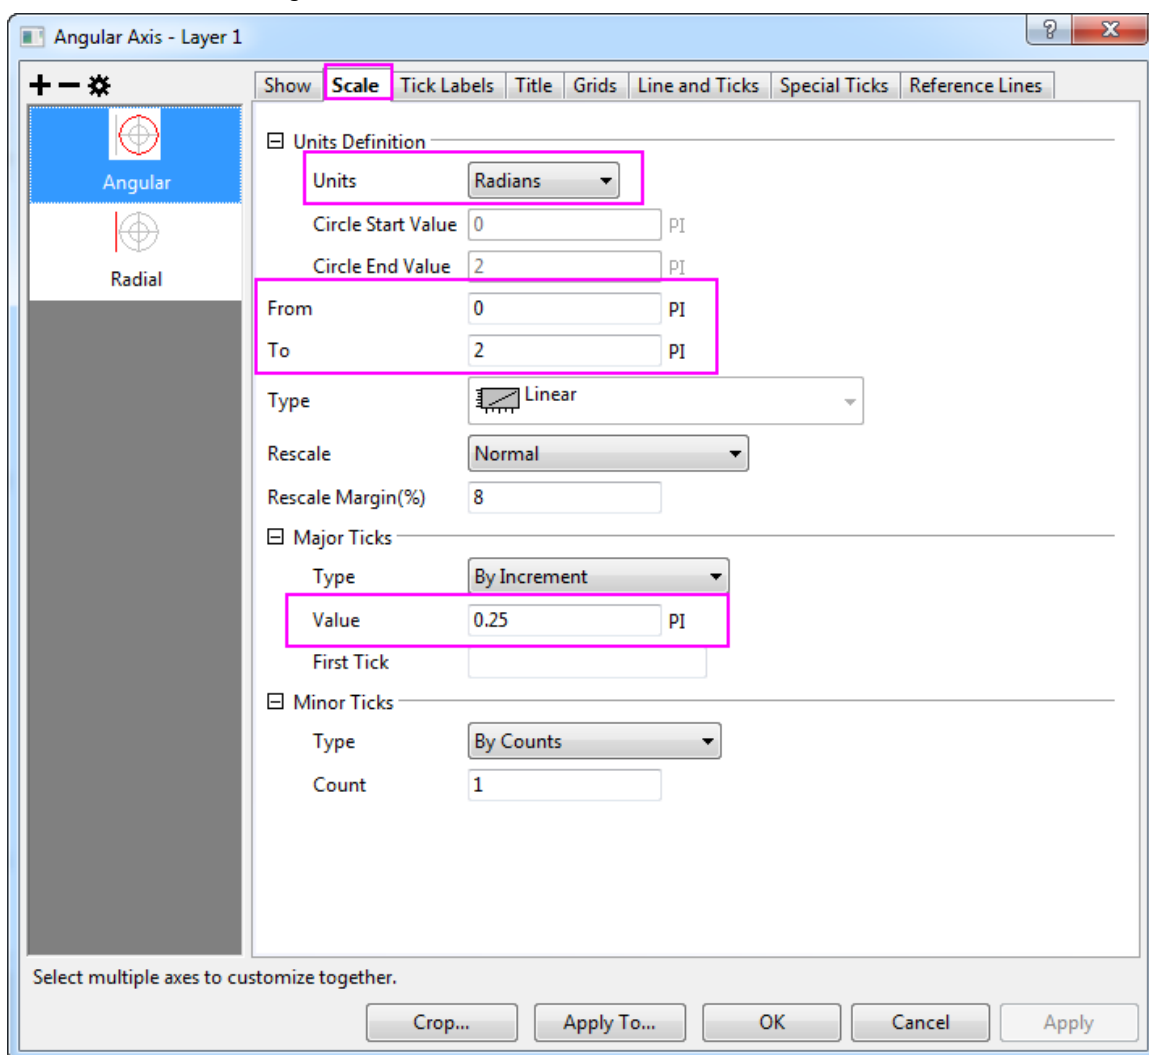 Angular Axis - Layer 1
?
Show Scale Tick Labels Title Grids Line and Ticks Special Ticks Reference Lines
Angular
Radial
Units Definition
Units Radians
Circle Start Value 0 PI
Circle End Value 2 PI
From 0 PI
To 2 PI
Type Linear
Rescale Normal
Rescale Margin(%) 8
Major Ticks
Type By Increment
Value 0.25 PI
First Tick
Minor Ticks
Type By Counts
Count 1
Select multiple axes to customize together.
Crop... Apply To... OK Cancel Apply